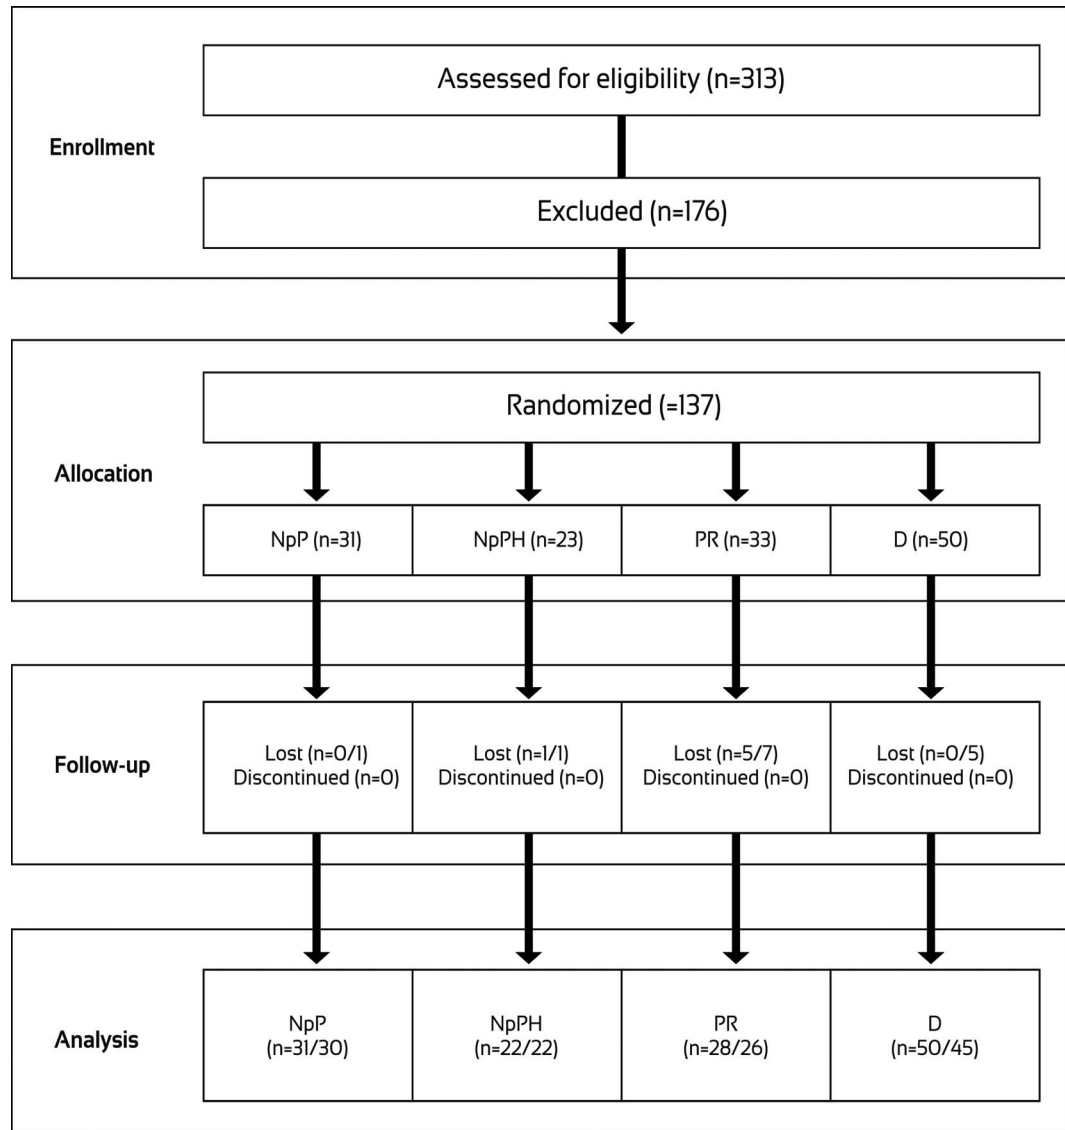 Enrollment
Assessed for eligibility (n=313)
Excluded (n=176)
Allocation
Randomized (=137)
NpP (n=31)
NpPH (n=23)
PR (n=33)
D (n=50)
Follow-up
Lost (n=0/1)
Discontinued (n=0)
Lost (n=1/1)
Discontinued (n=0)
Lost (n=5/7)
Discontinued (n=0)
Lost (n=0/5)
Discontinued (n=0)
Analysis
NpP
(n=31/30)
NpPH
(n=22/22)
PR
(n=28/26)
D
(n=50/45)